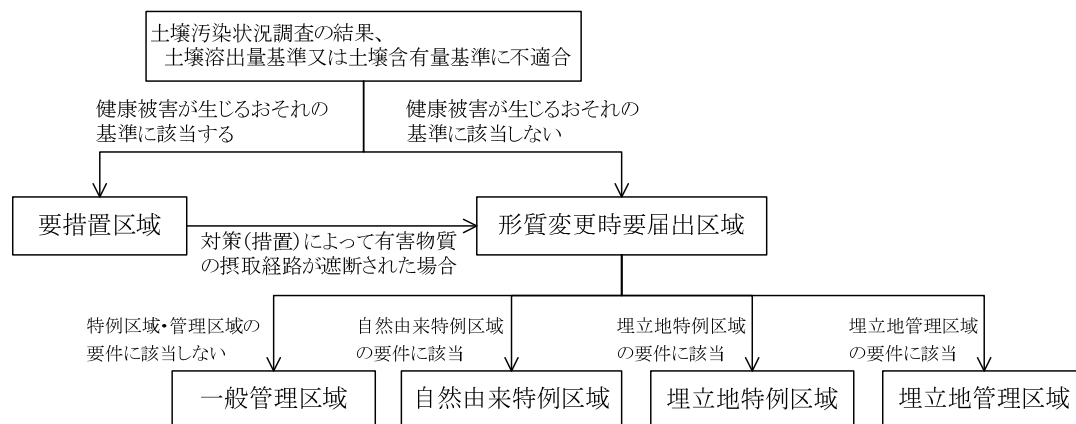 土壌汚染状況調査の結果、
土壌溶出量基準又は土壌含有量基準に不適合
健康被害が生じるおそれの
基準に該当する
健康被害が生じるおそれの
基準に該当しない
要措置区域
形質変更時要届出区域
対策(措置)によって有害物質
の摂取経路が遮断された場合
特例区域・管理区域の
要件に該当しない
自然由来特例区域
の要件に該当
埋立地特例区域
の要件に該当
埋立地管理区域
の要件に該当
一般管理区域
自然由来特例区域
埋立地特例区域
埋立地管理区域